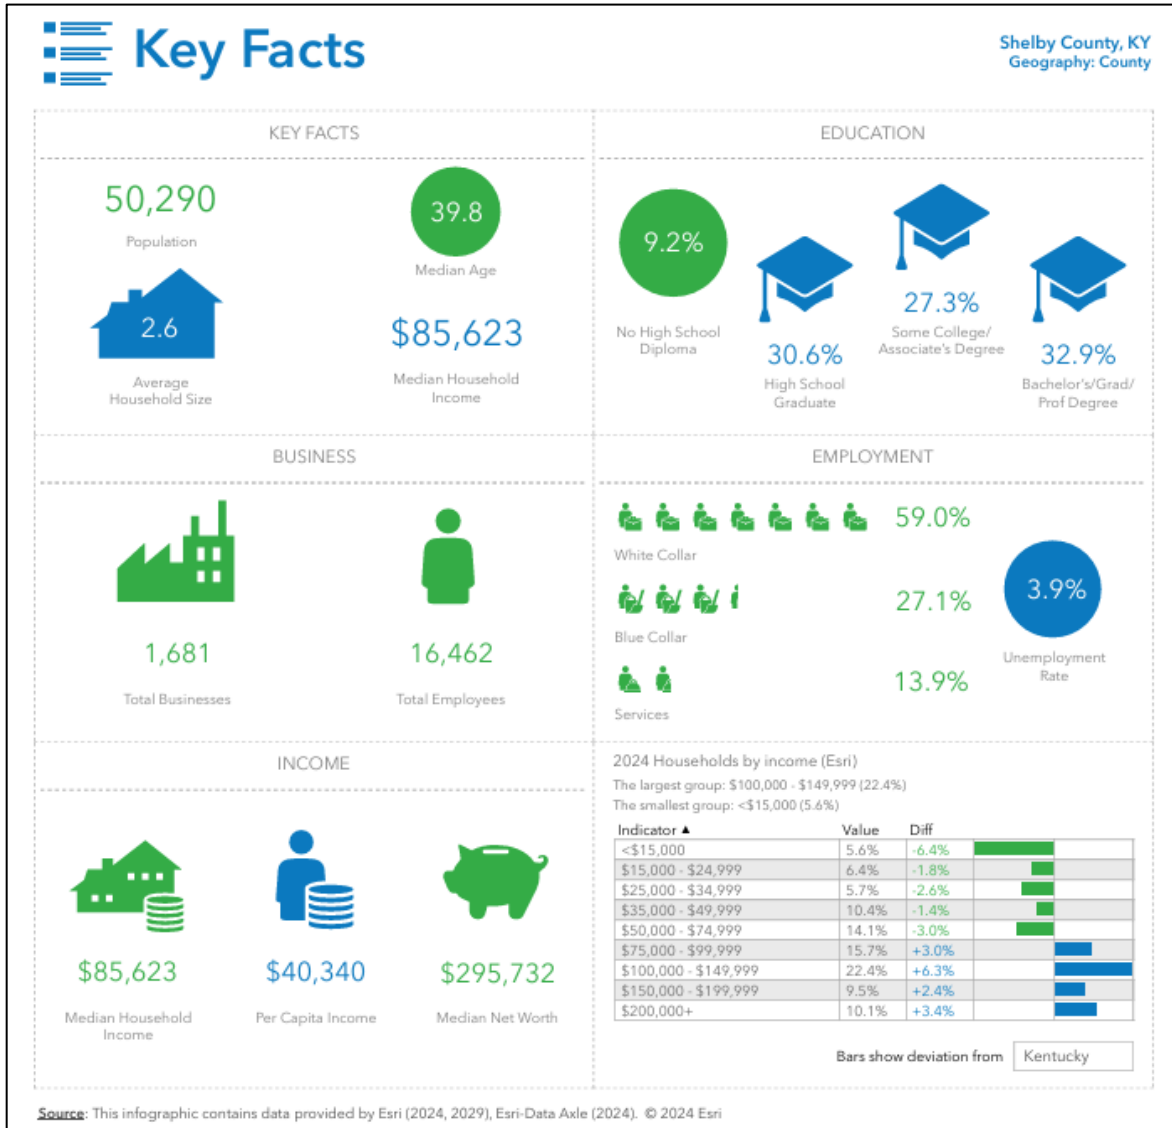 Key Facts
Shelby County, KY
Geography: County
KEY FACTS
50,290
Population
39.8
Median Age
2.6
Average
Household Size
$85,623
Median Household
Income
EDUCATION
9.2%
No High School
Diploma
30.6%
High School
Graduate
27.3%
Some College/
Associate's Degree
32.9%
Bachelor's/Grad/
Prof Degree
BUSINESS
1,681
Total Businesses
16,462
Total Employees
EMPLOYMENT
59.0%
White Collar
27.1%
Blue Collar
13.9%
Services
3.9%
Unemployment
Rate
INCOME
$85,623
Median Household
Income
$40,340
Per Capita Income
$295,732
Median Net Worth
2024 Households by income (Esri)
The largest group: $100,000 - $149,999 (22.4%)
The smallest group: <$15,000 (5.6%)
Indicator ▲ Value Diff
<$15,000 5.6% -6.4%
$15,000 - $24,999 6.4% -1.8%
$25,000 - $34,999 5.7% -2.6%
$35,000 - $49,999 10.4% -1.4%
$50,000 - $74,999 14.1% -3.0%
$75,000 - $99,999 15.7% +3.0%
$100,000 - $149,999 22.4% +6.3%
$150,000 - $199,999 9.5% +2.4%
$200,000+ 10.1% +3.4%
Bars show deviation from Kentucky
Source: This infographic contains data provided by Esri (2024, 2029), Esri-Data Axle (2024). © 2024 Esri